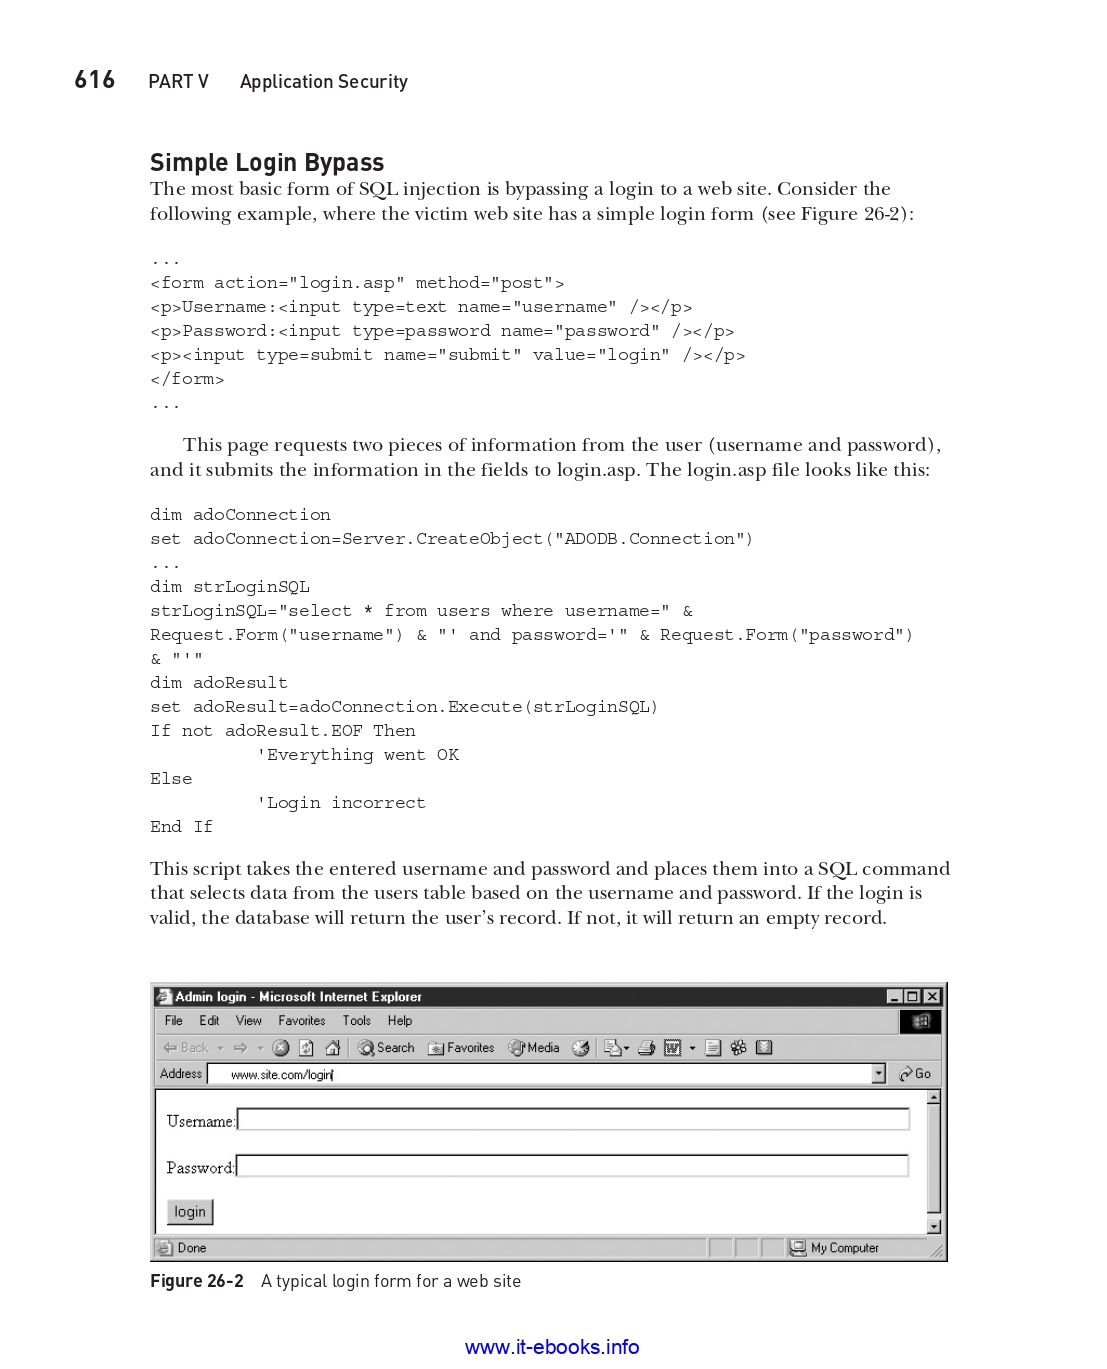 616 PART V Application Security
Simple Login Bypass
The most basic form of SQL injection is bypassing a login to a web site. Consider the
following example, where the victim web site has a simple login form (see Figure 26-2):
...
<form action="login.asp" method="post">
<p>Username:<input type=text name="username" /></p>
<p>Password:<input type=password name="password" /></p>
<p><input type=submit name="submit" value="login" /></p>
</form>
...
This page requests two pieces of information from the user (username and password),
and it submits the information in the fields to login.asp. The login.asp file looks like this:
dim adoConnection
set adoConnection=Server.CreateObject("ADODB.Connection")
...
dim strLoginSQL
strLoginSQL="select * from users where username=" &
Request.Form("username") & "' and password='" & Request.Form("password")
& "'"
dim adoResult
set adoResult=adoConnection.Execute(strLoginSQL)
If not adoResult.EOF Then
'Everything went OK
Else
'Login incorrect
End If
This script takes the entered username and password and places them into a SQL command
that selects data from the users table based on the username and password. If the login is
valid, the database will return the user's record. If not, it will return an empty record.
Admin login - Microsoft Internet Explorer
File Edit View Favorites Tools Help
Back Search Favorites Media
Address www.site.com/login Go
Username:
Password:
login
Done My Computer
Figure 26-2 A typical login form for a web site
www.it-ebooks.info